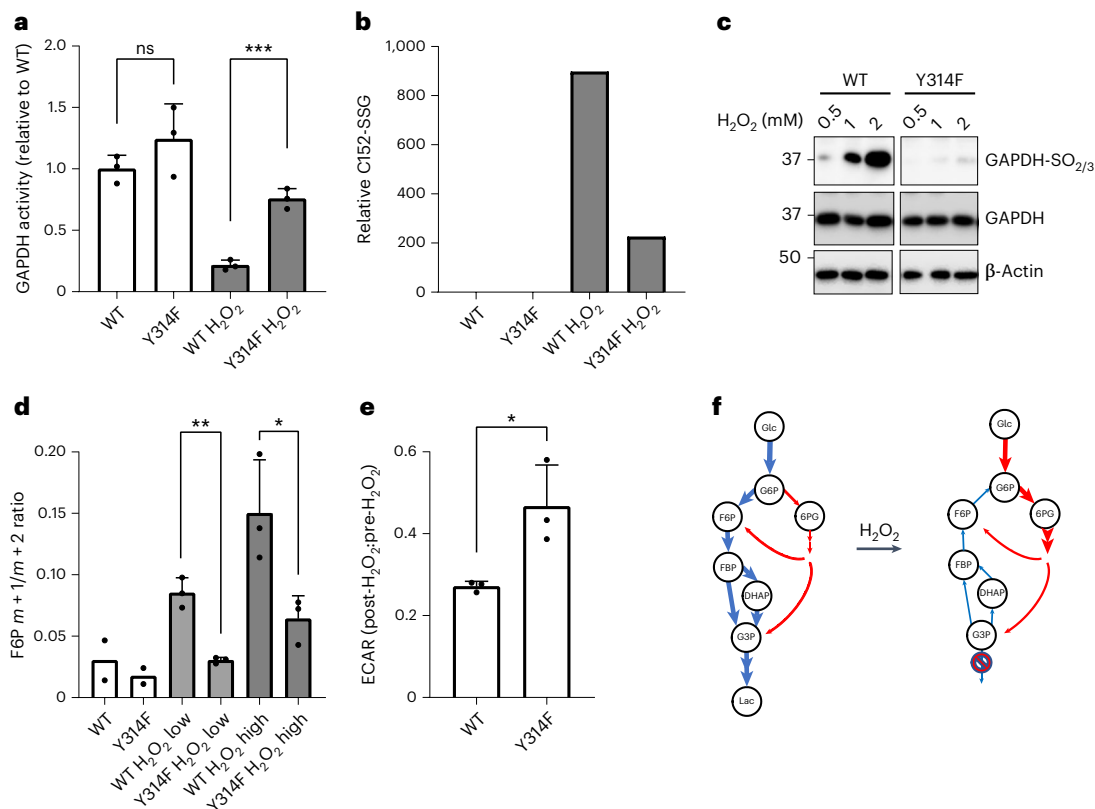 a
GAPDH activity (relative to WT)
2.0
1.5
1.0
0.5
0
ns
***
WT
Y314F
WT H₂O₂
Y314F H₂O₂
b
Relative C152-SSG
1,000
800
600
400
200
0
WT
Y314F
WT H₂O₂
Y314F H₂O₂
c
WT
Y314F
H₂O₂ (mM)
0.5 1 2 0.5 1 2
37
GAPDH-SO₂/₃
37
GAPDH
50
β-Actin
d
F6P m + 1/m + 2 ratio
0.20
0.15
0.10
0.05
0
**
*
WT
Y314F
WT H₂O₂ low
Y314F H₂O₂ low
WT H₂O₂ high
Y314F H₂O₂ high
e
ECAR (post-H₂O₂:pre-H₂O₂)
0.6
0.4
0.2
0
*
WT
Y314F
f
Glc
G6P
F6P
6PG
FBP
DHAP
G3P
Lac
H₂O₂
Glc
G6P
F6P
6PG
FBP
DHAP
G3P